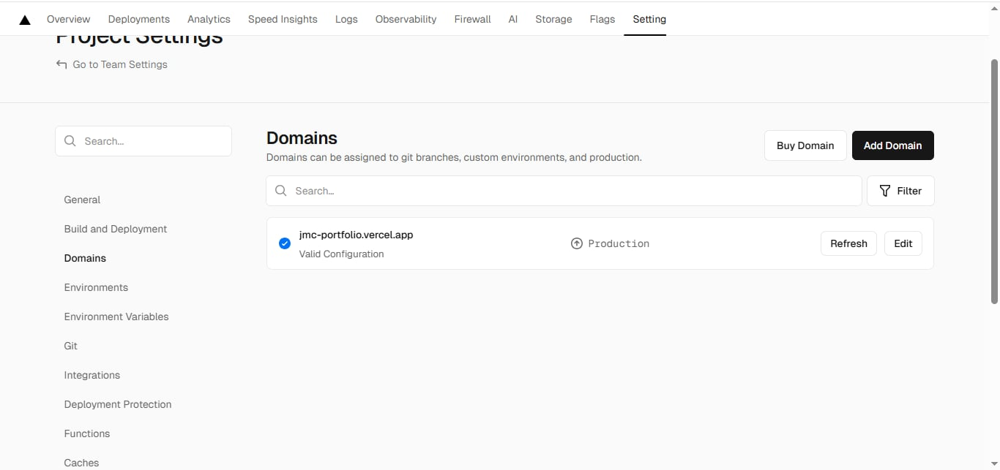 Overview Deployments Analytics Speed Insights Logs Observability Firewall AI Storage Flags Setting
Project Settings
Go to Team Settings
Search...
General
Build and Deployment
Domains
Environments
Environment Variables
Git
Integrations
Deployment Protection
Functions
Caches
Domains
Domains can be assigned to git branches, custom environments, and production.
Buy Domain Add Domain
Search...
Filter
jmc-portfolio.vercel.app
Valid Configuration
Production
Refresh Edit